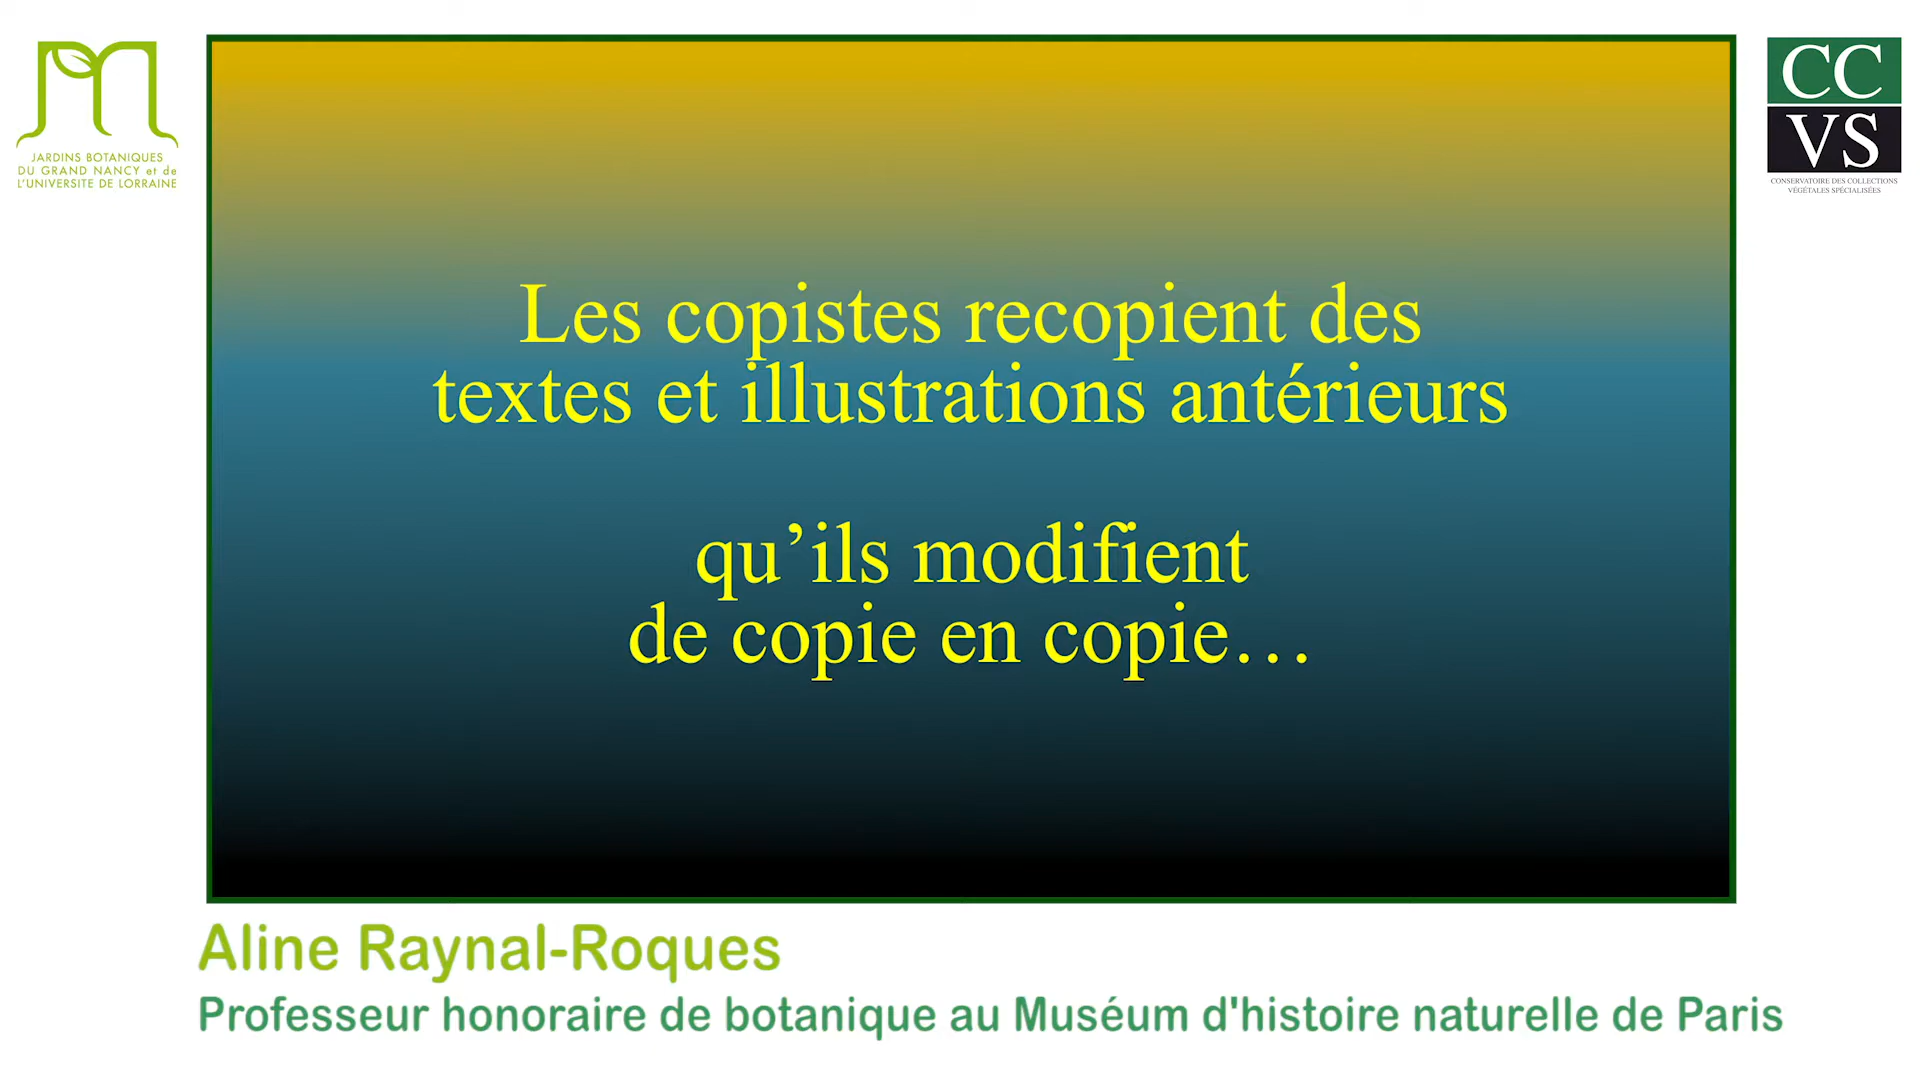 JARDINS BOTANIQUES
DU GRAND NANCY et de
L'UNIVERSITE DE LORRAINE
CC
VS
CONSERVATOIRE DES COLLECTIONS
VÉGÉTALES SPÉCIALISÉES
Les copistes recopient des
textes et illustrations antérieurs
qu’ils modifient
de copie en copie…
Aline Raynal-Roques
Professeur honoraire de botanique au Muséum d'histoire naturelle de Paris